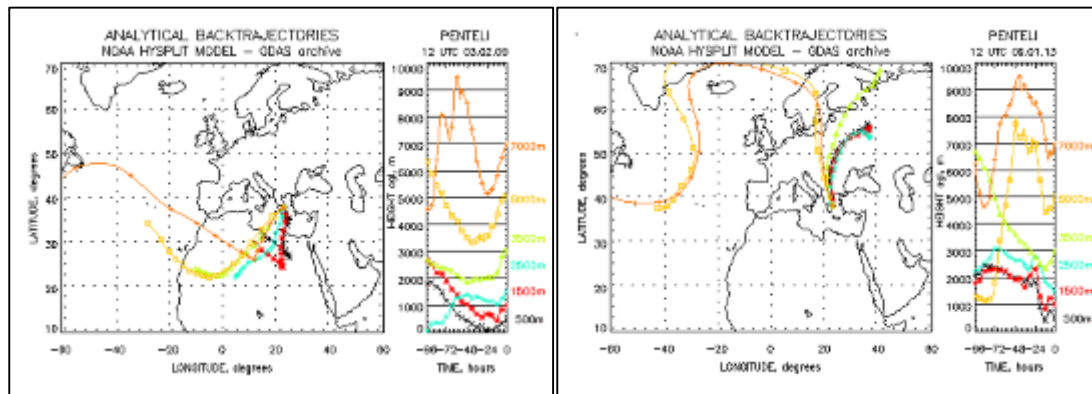 ANALYTICAL BACKTRAJECTORIES
NOAA HYSPLIT MODEL – GDAS archive
PENTELI
12 UTC 03.02.09
LATITUDE, degrees
70
60
50
40
30
20
10
-60 -40 -20 0 20 40 60
LONGITUDE, degrees
HEIGHT agl, m
10000
9000
8000
7000
6000
5000
4000
3000
2000
1000
0
7000m
5000m
3500m
2500m
1500m
500m
-96-72-48-24 0
TIME, hours
ANALYTICAL BACKTRAJECTORIES
NOAA HYSPLIT MODEL – GDAS archive
PENTELI
LATITUDE, degrees
70
60
50
40
30
20
10
-60 -40 -20 0 20 40 60
LONGITUDE, degrees
HEIGHT agl, m
10000
9000
8000
7000
6000
5000
4000
3000
2000
1000
0
7000m
5000m
3500m
2500m
1500m
500m
-96-72-48-24 0
TIME, hours